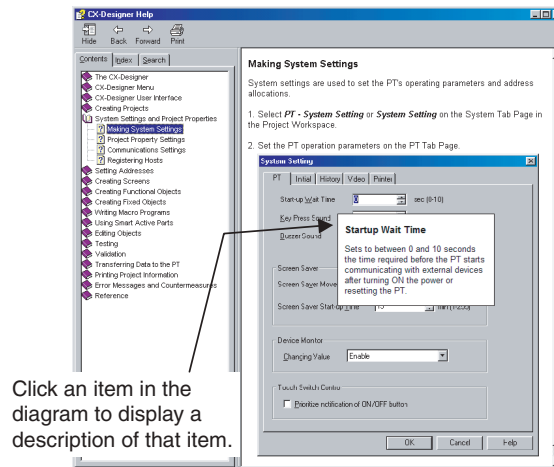 CX-Designer Help
Hide Back Forward Print
Contents Index Search
The CX-Designer
CX-Designer Menu
CX-Designer User Interface
Creating Projects
System Settings and Project Properties
Making System Settings
Project Property Settings
Communications Settings
Registering Hosts
Setting Addresses
Creating Screens
Creating Functional Objects
Creating Fixed Objects
Writing Macro Programs
Using Smart Active Parts
Editing Objects
Testing
Validation
Transferring Data to the PT
Printing Project Information
Error Messages and Countermeasures
Reference
Making System Settings
System settings are used to set the PT's operating parameters and address
allocations.
1. Select PT - System Setting or System Setting on the System Tab Page in
the Project Workspace.
2. Set the PT operation parameters on the PT Tab Page.
System Setting
PT Initial History Video Printer
Start-up Wait Time 0 sec (0-10)
Key Press Sound
Buzzer Sound
Startup Wait Time
Sets to between 0 and 10 seconds
the time required before the PT starts
communicating with external devices
after turning ON the power or
resetting the PT.
Screen Saver
Screen Saver Move
Screen Saver Start-up Time
Device Monitor
Changing Value Enable
Touch Switch Control
Prioritize notification of ON/OFF button
OK Cancel Help
Click an item in the
diagram to display a
description of that item.